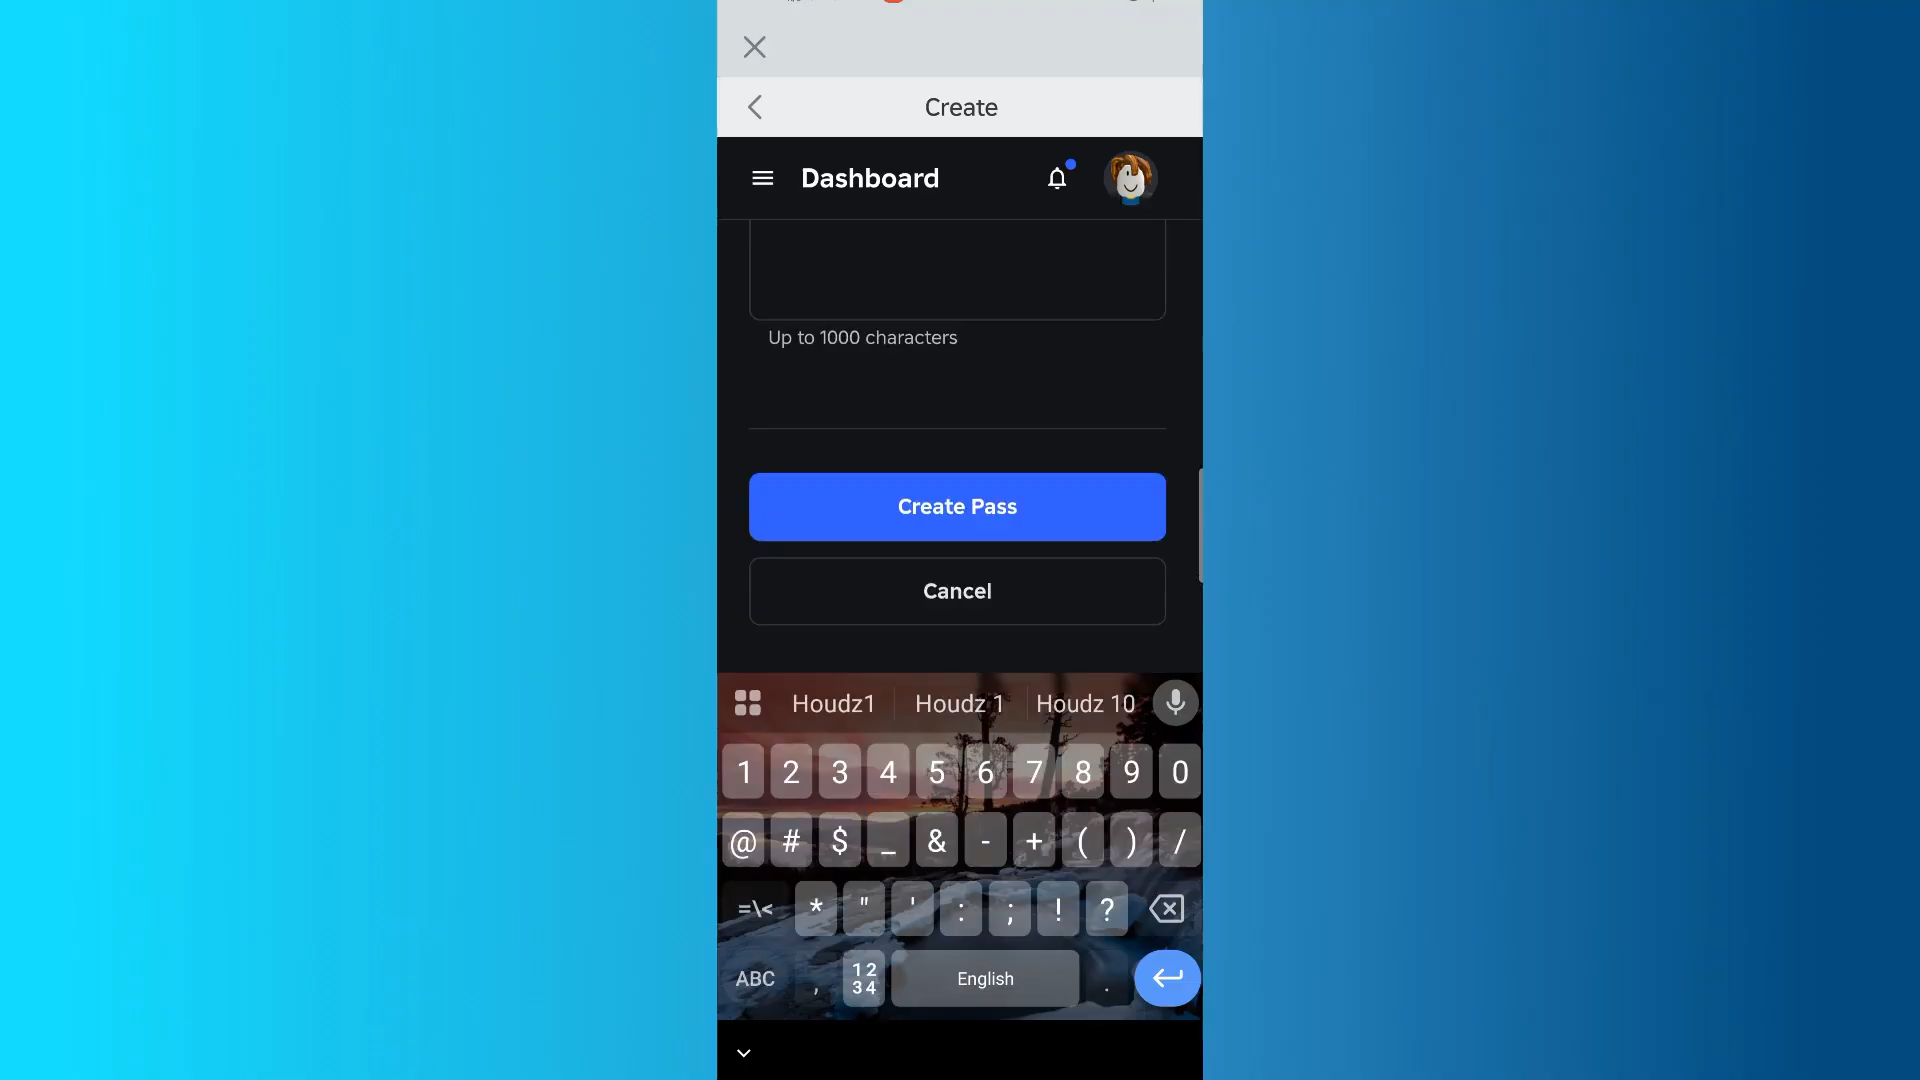 Create
Dashboard
Up to 1000 characters
Create Pass
Cancel
Houdz1 Houdz 1 Houdz 10
1 2 3 4 5 6 7 8 9 0
@ # $ _ & - + ( ) /
=\< * " ' : ; ! ?
ABC , 12 34 English .